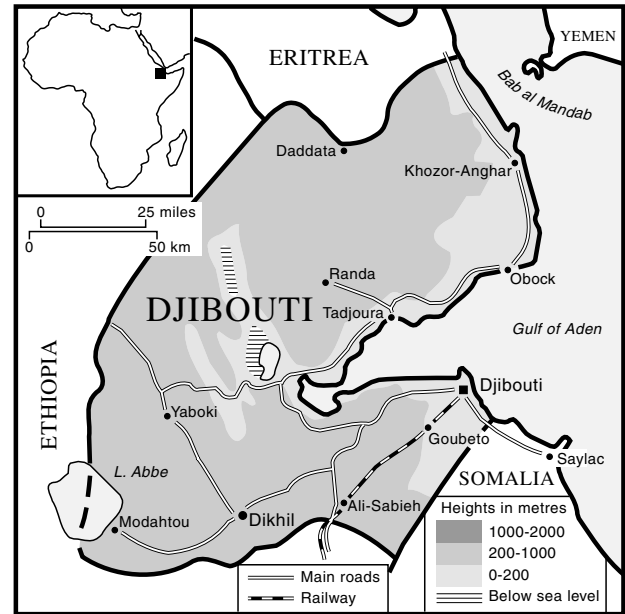 YEMEN
ERITREA
Bab al Mandab
Daddata
Khozor-Anghar
0 25 miles
0 50 km
Randa
Obock
DJIBOUTI
Tadjoura
Gulf of Aden
ETHIOPIA
Djibouti
Yaboki
Goubeto
Saylac
SOMALIA
L. Abbe
Ali-Sabieh
Dikhil
Modahtou
Heights in metres
1000-2000
200-1000
0-200
Below sea level
Main roads
Railway